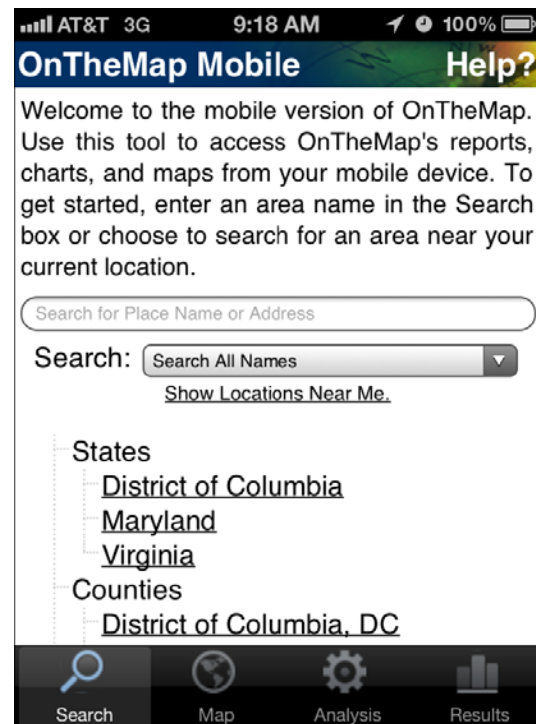 AT&T 3G 9:18 AM 100%
OnTheMap Mobile Help?
Welcome to the mobile version of OnTheMap.
Use this tool to access OnTheMap's reports,
charts, and maps from your mobile device. To
get started, enter an area name in the Search
box or choose to search for an area near your
current location.
Search for Place Name or Address
Search: Search All Names
Show Locations Near Me.
States
District of Columbia
Maryland
Virginia
Counties
District of Columbia, DC
Search Map Analysis Results